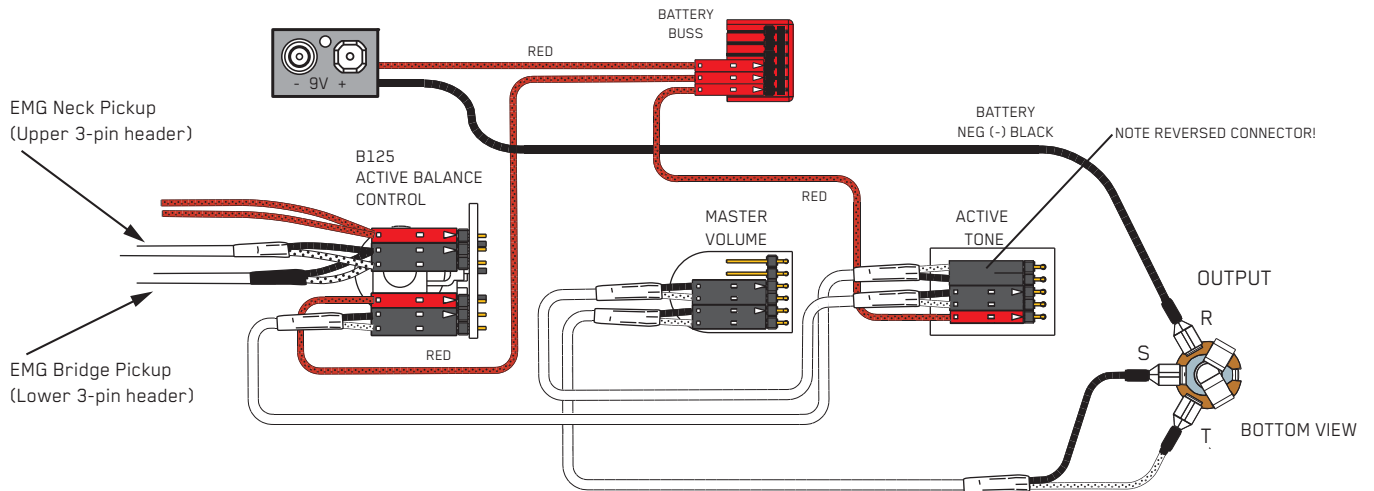 BATTERY
BUSS
RED
- 9V +
EMG Neck Pickup
(Upper 3-pin header)
BATTERY
NEG (-) BLACK
NOTE REVERSED CONNECTOR!
B125
ACTIVE BALANCE
CONTROL
RED
MASTER
VOLUME
ACTIVE
TONE
OUTPUT
R
S
RED
EMG Bridge Pickup
(Lower 3-pin header)
T
BOTTOM VIEW